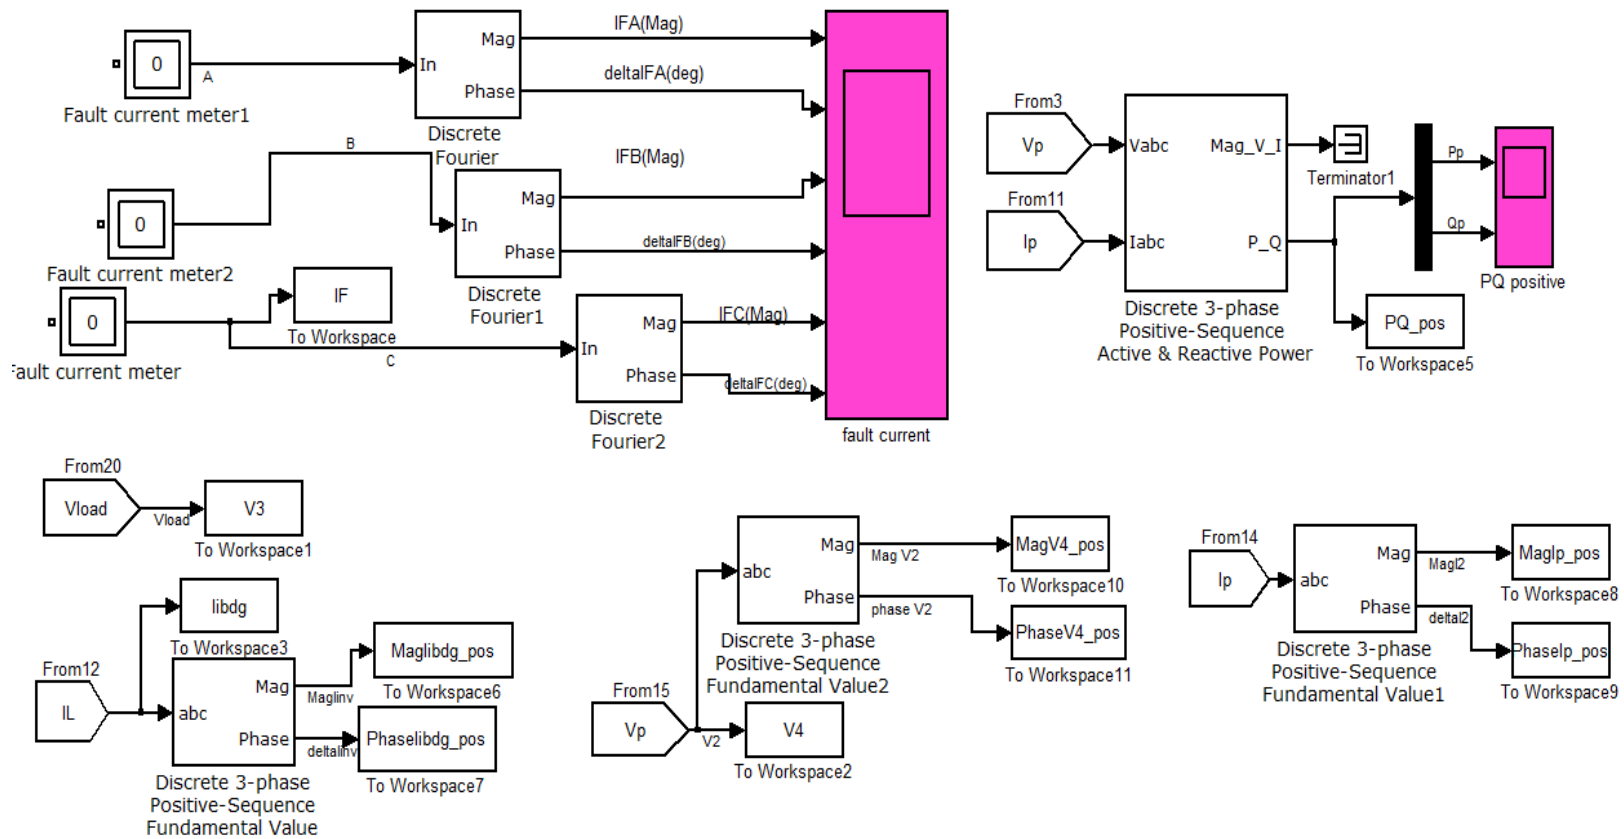 0
A
Fault current meter1
In
Mag
Phase
Discrete
Fourier
IFA(Mag)
deltaIFA(deg)
0
B
Fault current meter2
In
Mag
Phase
Discrete
Fourier1
IFB(Mag)
deltaIFB(deg)
0
Fault current meter
IF
To Workspace
C
In
Mag
Phase
Discrete
Fourier2
IFC(Mag)
deltaIFC(deg)
fault current
From3
Vp
From11
Ip
Vabc
Iabc
Mag_V_I
P_Q
Discrete 3-phase
Positive-Sequence
Active & Reactive Power
Terminator1
Pp
Qp
PQ positive
PQ_pos
To Workspace5
From20
Vload
Vload
V3
To Workspace1
Iibdg
To Workspace3
From12
IL
abc
Mag
Phase
MagIinv
deltaIinv
MagIibdg_pos
To Workspace6
PhaseIibdg_pos
To Workspace7
Discrete 3-phase
Positive-Sequence
Fundamental Value
abc
Mag
Phase
Mag V2
phase V2
MagV4_pos
To Workspace10
PhaseV4_pos
To Workspace11
Discrete 3-phase
Positive-Sequence
Fundamental Value2
From15
Vp
V2
V4
To Workspace2
From14
Ip
abc
Mag
Phase
MagI2
deltaI2
MagIp_pos
To Workspace8
PhaseIp_pos
To Workspace9
Discrete 3-phase
Positive-Sequence
Fundamental Value1